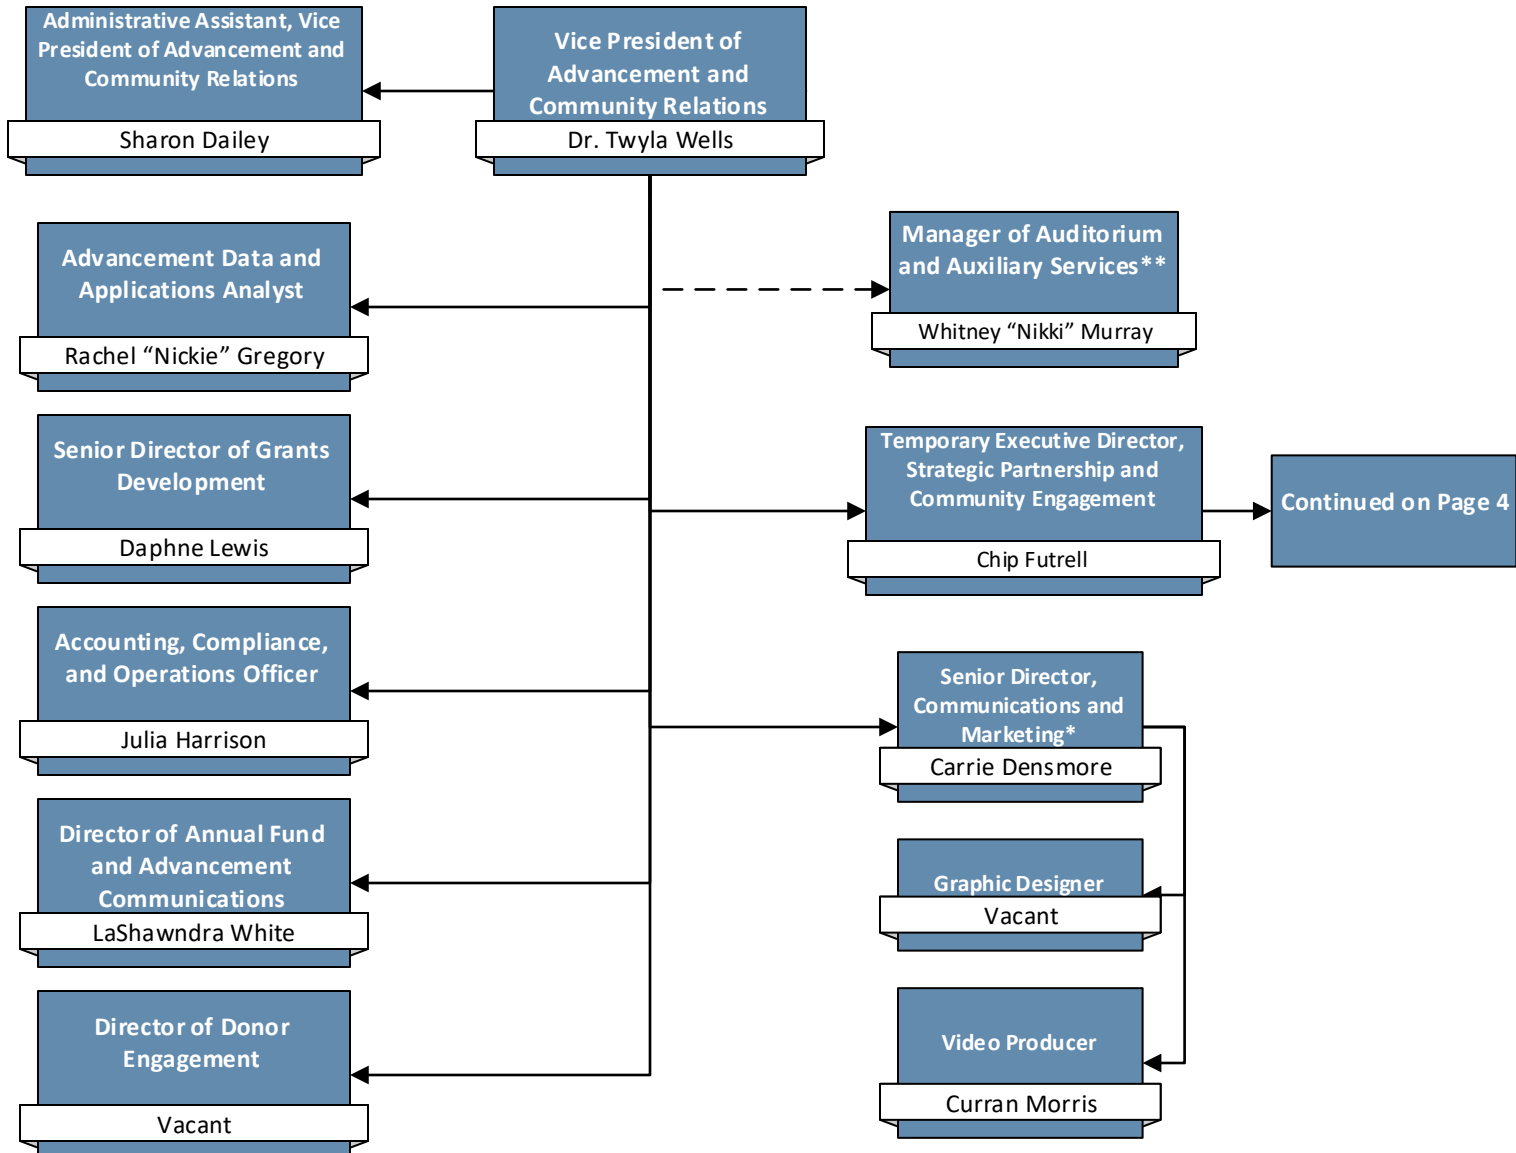 Administrative Assistant, Vice
President of Advancement and
Community Relations
Sharon Dailey
Vice President of
Advancement and
Community Relations
Dr. Twyla Wells
Advancement Data and
Applications Analyst
Rachel “Nickie” Gregory
Manager of Auditorium
and Auxiliary Services**
Whitney “Nikki” Murray
Senior Director of Grants
Development
Daphne Lewis
Temporary Executive Director,
Strategic Partnership and
Community Engagement
Chip Futrell
Continued on Page 4
Accounting, Compliance,
and Operations Officer
Julia Harrison
Senior Director,
Communications and
Marketing*
Carrie Densmore
Director of Annual Fund
and Advancement
Communications
LaShawndra White
Graphic Designer
Vacant
Director of Donor
Engagement
Vacant
Video Producer
Curran Morris